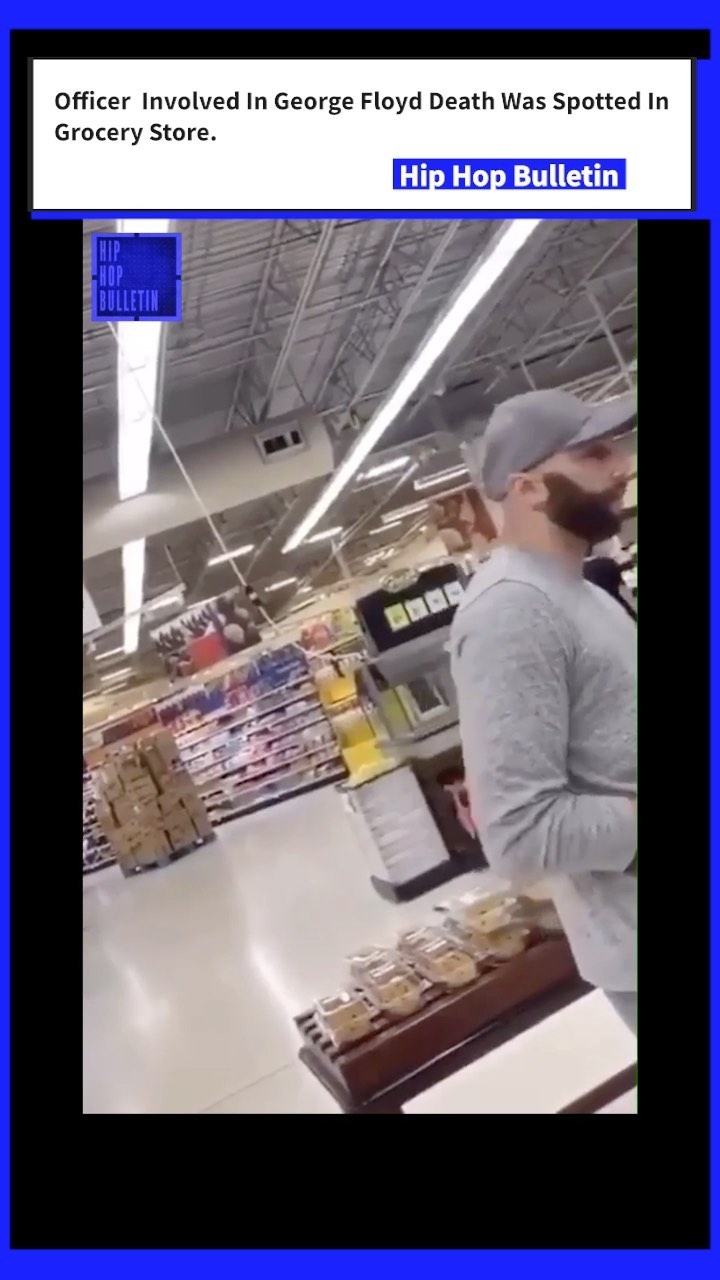 Officer Involved In George Floyd Death Was Spotted In
Grocery Store.
Hip Hop Bulletin
HIP
HOP
BULLETIN